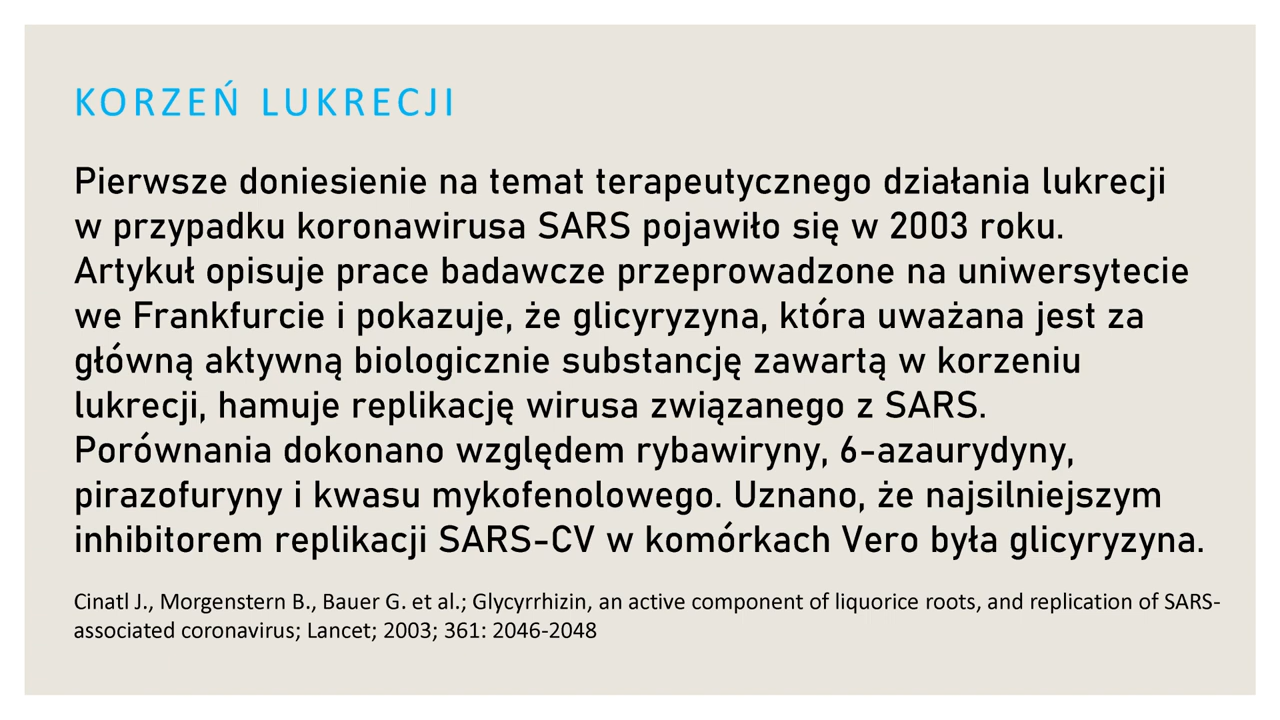 KORZEŃ LUKRECJI
Pierwsze doniesienie na temat terapeutycznego działania lukrecji
w przypadku koronawirusa SARS pojawiło się w 2003 roku.
Artykuł opisuje prace badawcze przeprowadzone na uniwersytecie
we Frankfurcie i pokazuje, że glicyryzyna, która uważana jest za
główną aktywną biologicznie substancję zawartą w korzeniu
lukrecji, hamuje replikację wirusa związanego z SARS.
Porównania dokonano względem rybawiryny, 6-azaurydyny,
pirazofuryny i kwasu mykofenolowego. Uznano, że najsilniejszym
inhibitorem replikacji SARS-CV w komórkach Vero była glicyryzyna.
Cinatl J., Morgenstern B., Bauer G. et al.; Glycyrrhizin, an active component of liquorice roots, and replication of SARS-
associated coronavirus; Lancet; 2003; 361: 2046-2048